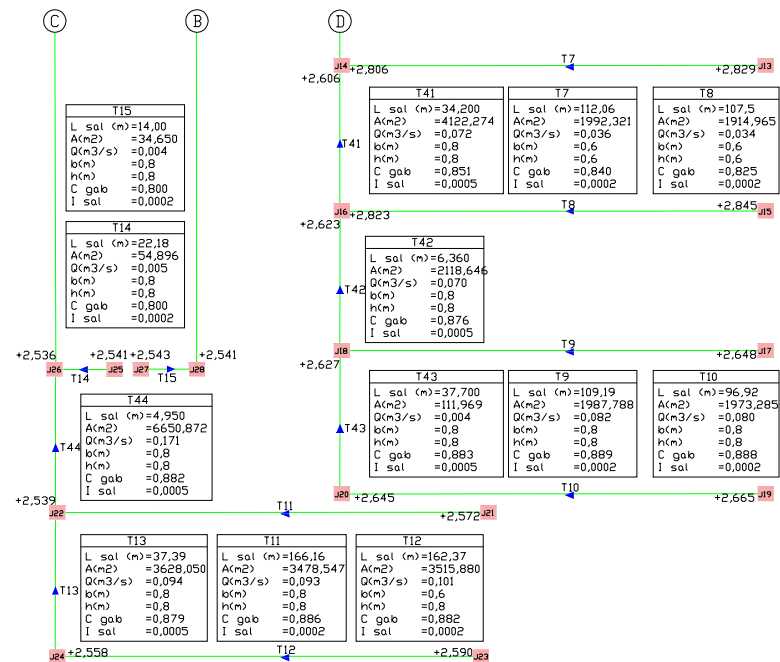 C
B
D
T7
J14
+2,806
+2,829
J13
+2,606
T15
L sal (m)=14,00
A(m2) =34,650
Q(m3/s) =0,004
b(m) =0,8
h(m) =0,8
C gab =0,800
I sal =0,0002
T41
L sal (m)=34,200
A(m2) =4122,274
Q(m3/s) =0,072
b(m) =0,8
h(m) =0,8
C gab =0,851
I sal =0,0005
T7
L sal (m)=112,06
A(m2) =1992,321
Q(m3/s) =0,036
b(m) =0,6
h(m) =0,6
C gab =0,840
I sal =0,0002
T8
L sal (m)=107,5
A(m2) =1914,965
Q(m3/s) =0,034
b(m) =0,6
h(m) =0,6
C gab =0,825
I sal =0,0002
T41
J16
+2,823
T8
+2,845
J15
+2,623
T14
L sal (m)=22,18
A(m2) =54,896
Q(m3/s) =0,005
b(m) =0,8
h(m) =0,8
C gab =0,800
I sal =0,0002
T42
L sal (m)=6,360
A(m2) =2118,646
Q(m3/s) =0,070
b(m) =0,8
h(m) =0,8
C gab =0,876
I sal =0,0005
T42
+2,536
+2,541
+2,543
+2,541
J26
J25
J27
J28
T14
T15
J18
T9
+2,648
J17
+2,627
T44
L sal (m)=4,950
A(m2) =6650,872
Q(m3/s) =0,171
b(m) =0,8
h(m) =0,8
C gab =0,882
I sal =0,0005
T44
T43
L sal (m)=37,700
A(m2) =111,969
Q(m3/s) =0,004
b(m) =0,8
h(m) =0,8
C gab =0,883
I sal =0,0005
T9
L sal (m)=109,19
A(m2) =1987,788
Q(m3/s) =0,082
b(m) =0,8
h(m) =0,8
C gab =0,889
I sal =0,0002
T10
L sal (m)=96,92
A(m2) =1973,285
Q(m3/s) =0,080
b(m) =0,8
h(m) =0,8
C gab =0,888
I sal =0,0002
T43
J20
+2,645
T10
+2,665
J19
+2,539
J22
T11
+2,572
J21
T13
L sal (m)=37,39
A(m2) =3628,050
Q(m3/s) =0,094
b(m) =0,8
h(m) =0,8
C gab =0,879
I sal =0,0005
T11
L sal (m)=166,16
A(m2) =3478,547
Q(m3/s) =0,093
b(m) =0,8
h(m) =0,8
C gab =0,886
I sal =0,0002
T12
L sal (m)=162,37
A(m2) =3515,880
Q(m3/s) =0,101
b(m) =0,6
h(m) =0,8
C gab =0,882
I sal =0,0002
T13
J24
+2,558
T12
+2,590
J23